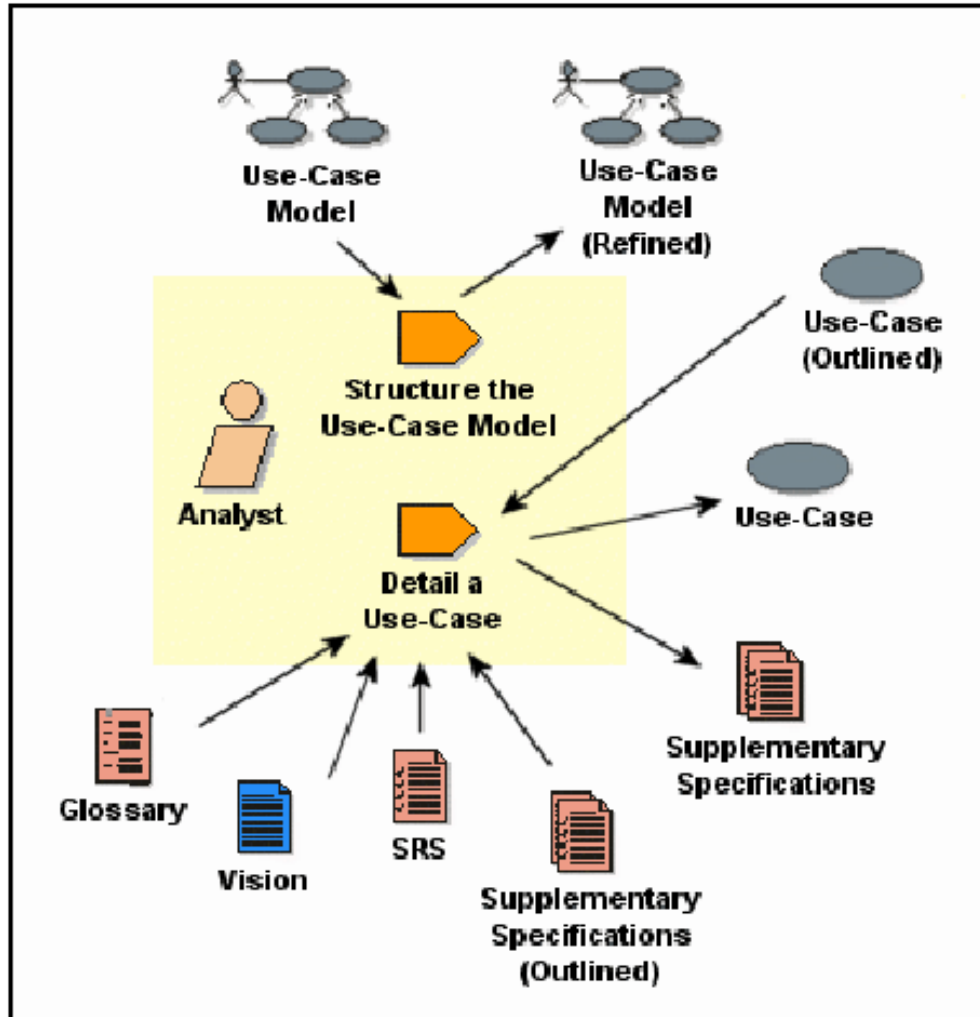 Use-Case
Model
Use-Case
Model
(Refined)
Use-Case
(Outlined)
Structure the
Use-Case Model
Analyst
Use-Case
Detail a
Use-Case
Glossary
Vision
SRS
Supplementary
Specifications
(Outlined)
Supplementary
Specifications